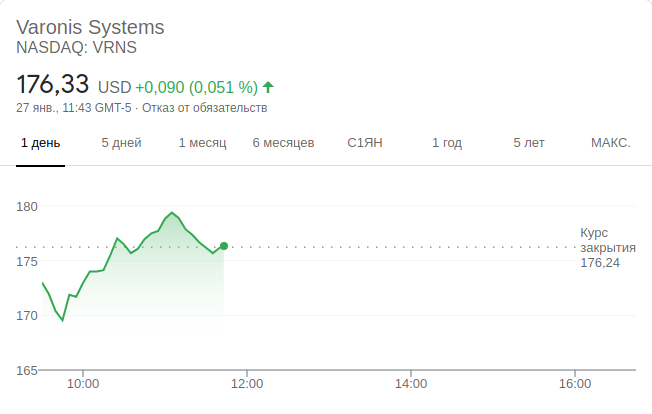 Varonis Systems
NASDAQ: VRNS
176,33 USD +0,090 (0,051 %)
27 янв., 11:43 GMT-5 · Отказ от обязательств
1 день 5 дней 1 месяц 6 месяцев С1ЯН 1 год 5 лет МАКС.
180
Курс
закрытия
176,24
175
170
165
10:00 12:00 14:00 16:00